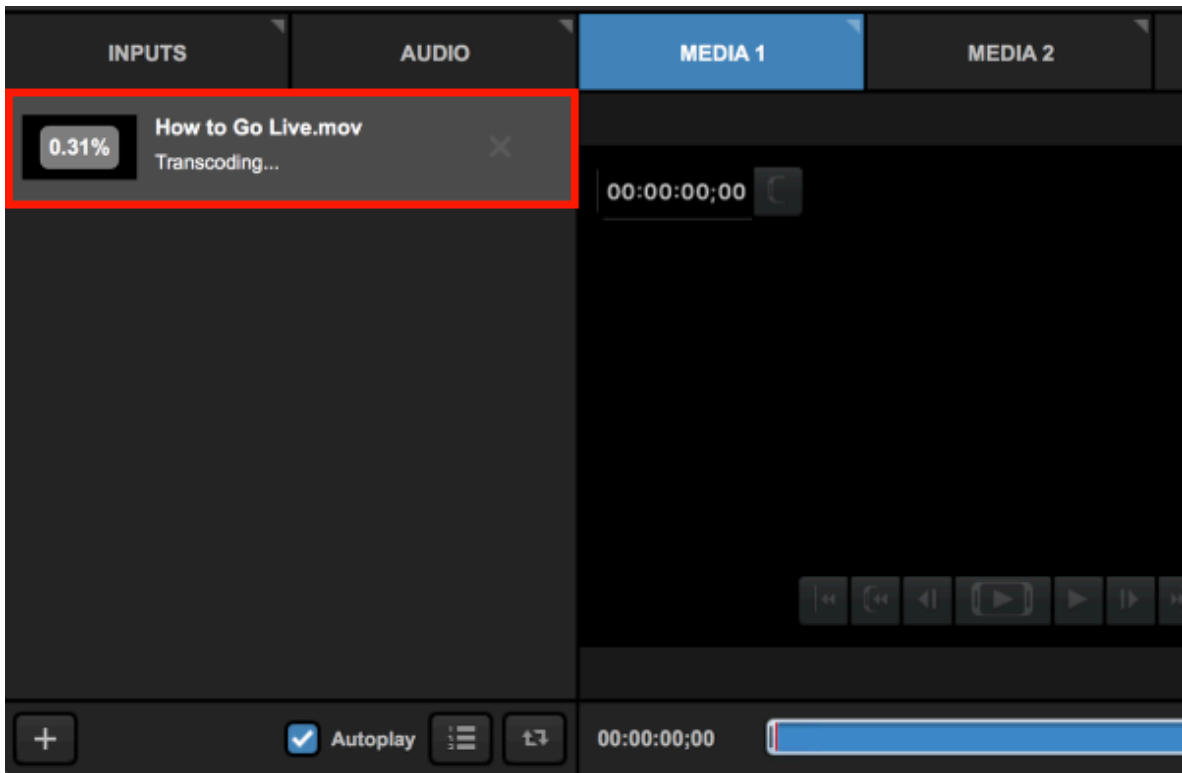 INPUTS
AUDIO
MEDIA 1
MEDIA 2
0.31%
How to Go Live.mov
Transcoding...
00:00:00;00
Autoplay
00:00:00;00